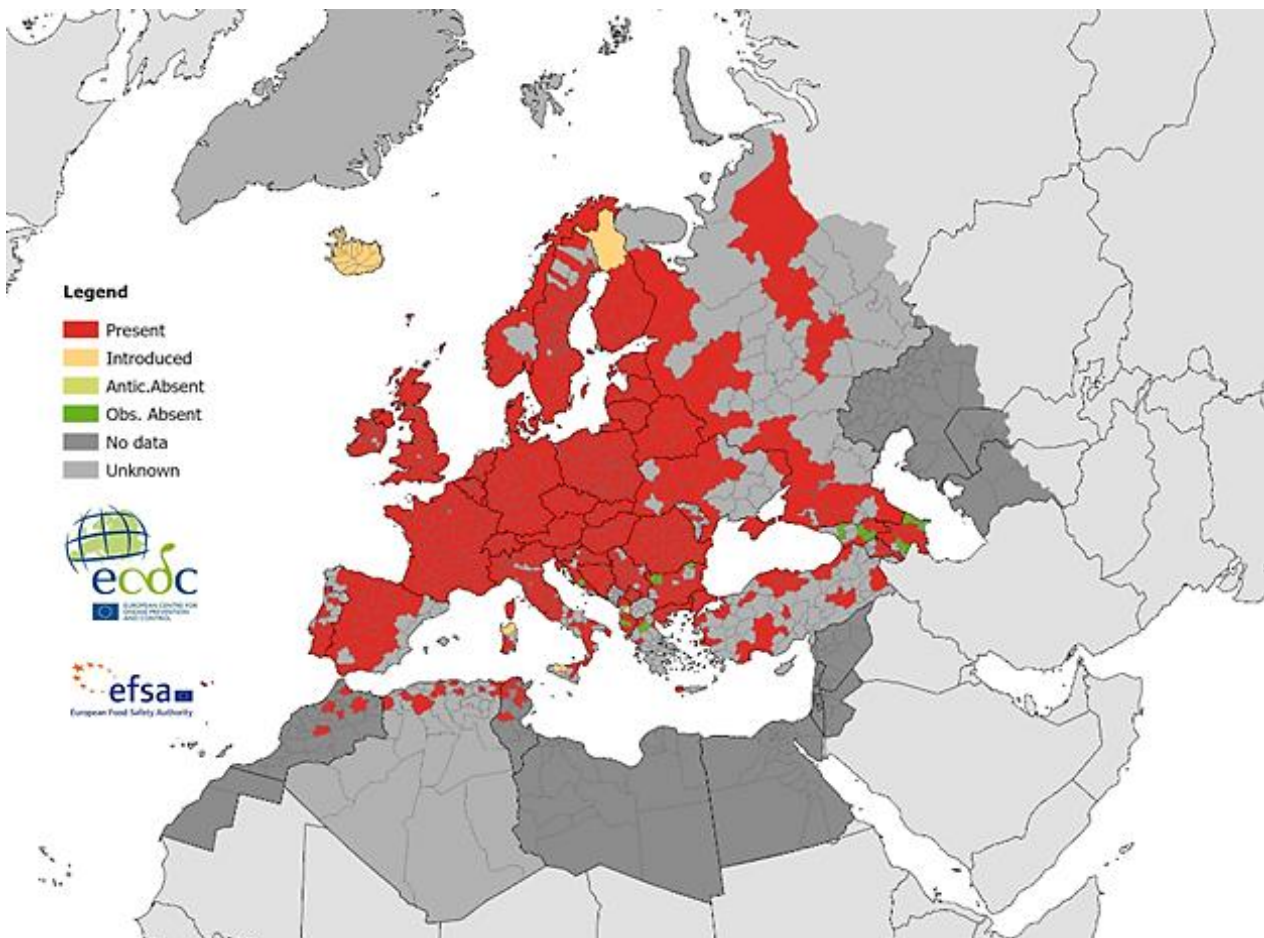 Legend
Present
Introduced
Antic.Absent
Obs. Absent
No data
Unknown
ecdc
EUROPEAN CENTRE FOR
DISEASE PREVENTION
AND CONTROL
efsa
European Food Safety Authority